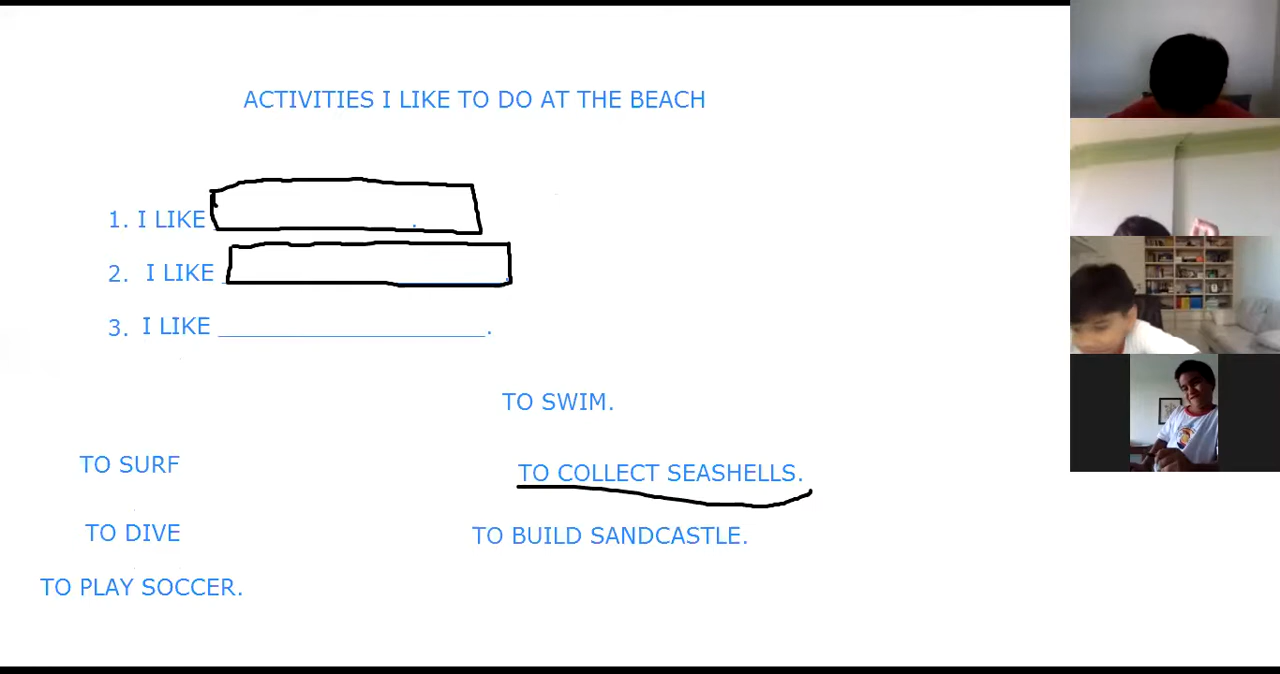 ACTIVITIES I LIKE TO DO AT THE BEACH
1. I LIKE .
2. I LIKE
3. I LIKE ____________________.
TO SWIM.
TO SURF
TO COLLECT SEASHELLS.
TO DIVE
TO BUILD SANDCASTLE.
TO PLAY SOCCER.